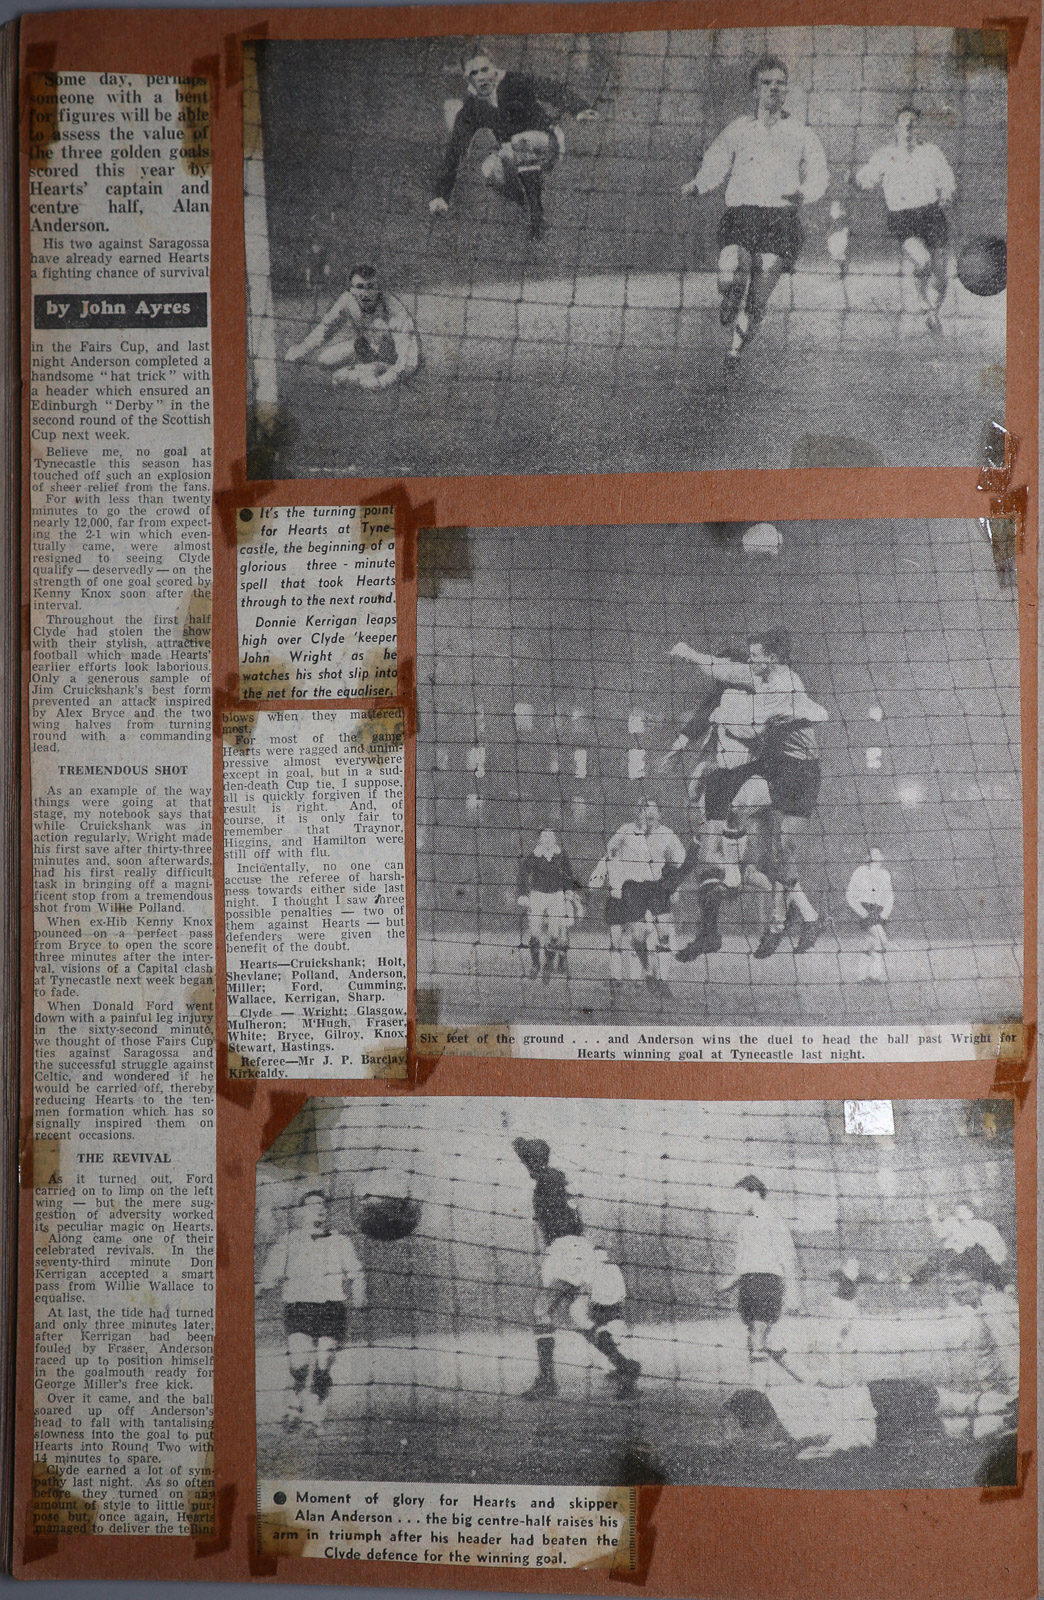 Some day, perhaps
someone with a bent
for figures will be able
to assess the value of
the three golden goals
scored this year by
Hearts' captain and
centre half, Alan
Anderson.
His two against Saragossa
have already earned Hearts
a fighting chance of survival
by John Ayres
in the Fairs Cup, and last
night Anderson completed a
handsome "hat trick" with
a header which ensured an
Edinburgh "Derby" in the
second round of the Scottish
Cup next week.
Believe me, no goal at
Tynecastle this season has
touched off such an explosion
of sheer relief from the fans.
For with less than twenty
minutes to go the crowd of
nearly 12,000, far from expect-
ing the 2-1 win which even-
tually came, were almost
resigned to seeing Clyde
qualify — deservedly — on the
strength of one goal scored by
Kenny Knox soon after the
interval.
Throughout the first half
Clyde had stolen the show
with their stylish, attractive
football which made Hearts'
earlier efforts look laborious.
Only a generous sample of
Jim Cruickshank's best form
prevented an attack inspired
by Alex Bryce and the two
wing halves from turning
round with a commanding
lead.
TREMENDOUS SHOT
As an example of the way
things were going at that
stage, my notebook says that
while Cruickshank was in
action regularly, Wright made
his first save after thirty-three
minutes and, soon afterwards,
had his first really difficult
task in bringing off a magni-
ficent stop from a tremendous
shot from Willie Polland.
When ex-Hib Kenny Knox
pounced on a perfect pass
from Bryce to open the score
three minutes after the inter-
val, visions of a Capital clash
at Tynecastle next week began
to fade.
When Donald Ford went
down with a painful leg injury
in the sixty-second minute,
we thought of those Fairs Cup
ties against Saragossa and
the successful struggle against
Celtic, and wondered if he
would be carried off, thereby
reducing Hearts to the ten-
men formation which has so
signally inspired them on
recent occasions.
THE REVIVAL
As it turned out, Ford
carried on to limp on the left
wing — but the mere sug-
gestion of adversity worked
its peculiar magic on Hearts.
Along came one of their
celebrated revivals. In the
seventy-third minute Don
Kerrigan accepted a smart
pass from Willie Wallace to
equalise.
At last, the tide had turned
and only three minutes later,
after Kerrigan had been
fouled by Fraser, Anderson
raced up to position himself
in the goalmouth ready for
George Miller's free kick.
Over it came, and the ball
soared up off Anderson's
head to fall with tantalising
slowness into the goal to put
Hearts into Round Two with
14 minutes to spare.
Clyde earned a lot of sym-
pathy last night. As so often
before they turned on any
amount of style to little pur-
pose but, once again, Hearts
managed to deliver the telling
It's the turning point
for Hearts at Tyne-
castle, the beginning of a
glorious three - minute
spell that took Hearts
through to the next round.
Donnie Kerrigan leaps
high over Clyde 'keeper
John Wright as he
watches his shot slip into
the net for the equaliser.
blows when they mattered
most.
For most of the game
Hearts were ragged and unim-
pressive almost everywhere
except in goal, but in a sud-
den-death Cup tie, I suppose,
all is quickly forgiven if the
result is right. And, of
course, it is only fair to
remember that Traynor,
Higgins, and Hamilton were
still off with flu.
Incidentally, no one can
accuse the referee of harsh-
ness towards either side last
night. I thought I saw three
possible penalties — two of
them against Hearts — but
defenders were given the
benefit of the doubt.
Hearts—Cruickshank; Holt,
Shevlane; Polland, Anderson,
Miller; Ford, Cumming,
Wallace, Kerrigan, Sharp.
Clyde — Wright; Glasgow,
Mulheron; M'Hugh, Fraser,
White; Bryce, Gilroy, Knox,
Stewart, Hastings.
Referee—Mr J. P. Barclay,
Kirkcaldy.
Six feet of the ground . . . and Anderson wins the duel to head the ball past Wright for
Hearts winning goal at Tynecastle last night.
Moment of glory for Hearts and skipper
Alan Anderson . . . the big centre-half raises his
arm in triumph after his header had beaten the
Clyde defence for the winning goal.